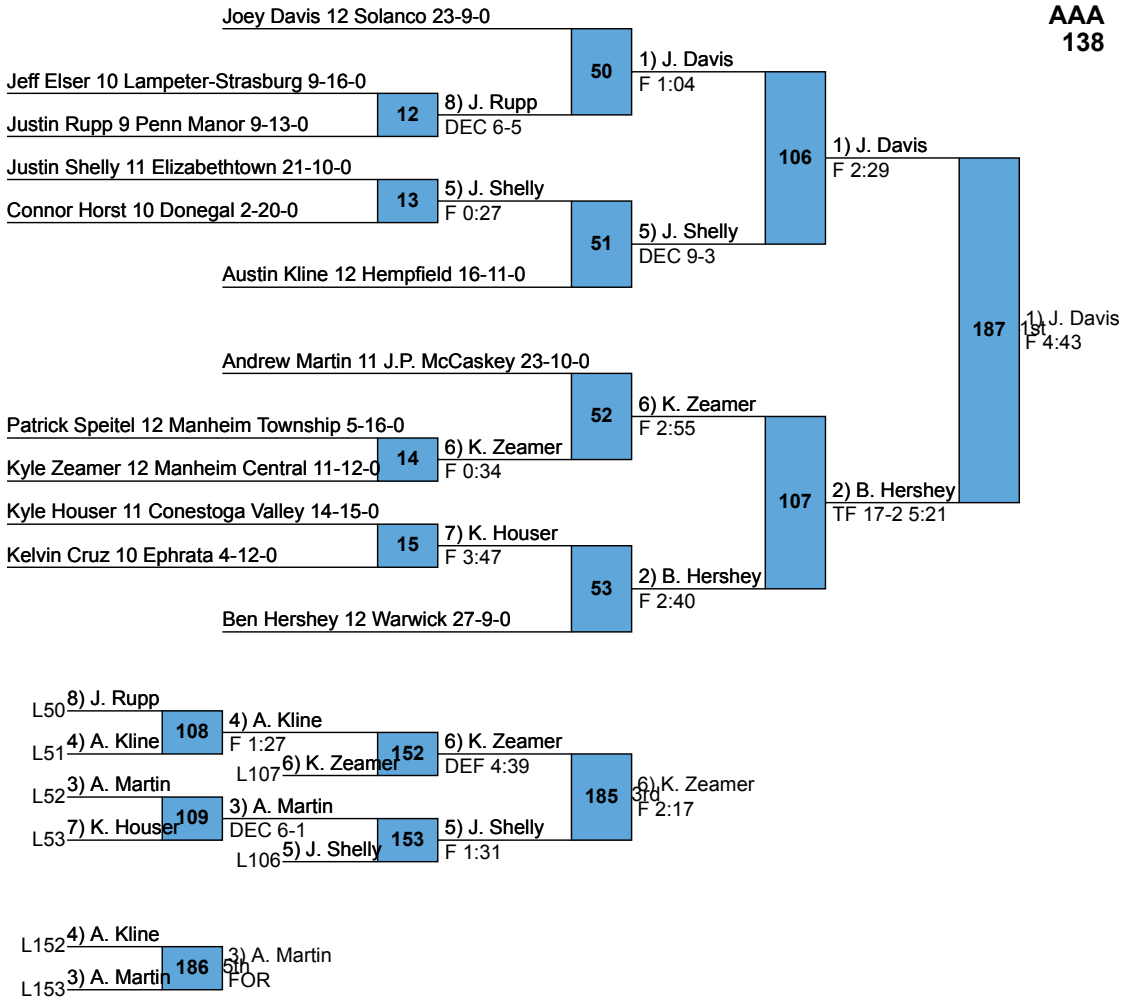 AAA
138
Joey Davis 12 Solanco 23-9-0
50
1) J. Davis
F 1:04
Jeff Elser 10 Lampeter-Strasburg 9-16-0
12
8) J. Rupp
DEC 6-5
Justin Rupp 9 Penn Manor 9-13-0
106
1) J. Davis
F 2:29
Justin Shelly 11 Elizabethtown 21-10-0
13
5) J. Shelly
F 0:27
Connor Horst 10 Donegal 2-20-0
51
5) J. Shelly
DEC 9-3
Austin Kline 12 Hempfield 16-11-0
187
1st
1) J. Davis
F 4:43
Andrew Martin 11 J.P. McCaskey 23-10-0
52
6) K. Zeamer
F 2:55
Patrick Speitel 12 Manheim Township 5-16-0
14
6) K. Zeamer
F 0:34
Kyle Zeamer 12 Manheim Central 11-12-0
107
2) B. Hershey
TF 17-2 5:21
Kyle Houser 11 Conestoga Valley 14-15-0
15
7) K. Houser
F 3:47
Kelvin Cruz 10 Ephrata 4-12-0
53
2) B. Hershey
F 2:40
Ben Hershey 12 Warwick 27-9-0
L50
8) J. Rupp
108
4) A. Kline
F 1:27
L51
4) A. Kline
L107
6) K. Zeamer
152
6) K. Zeamer
DEF 4:39
L52
3) A. Martin
109
3) A. Martin
DEC 6-1
L53
7) K. Houser
L106
5) J. Shelly
153
5) J. Shelly
F 1:31
185
3rd
6) K. Zeamer
F 2:17
L152
4) A. Kline
186
5th
3) A. Martin
FOR
L153
3) A. Martin